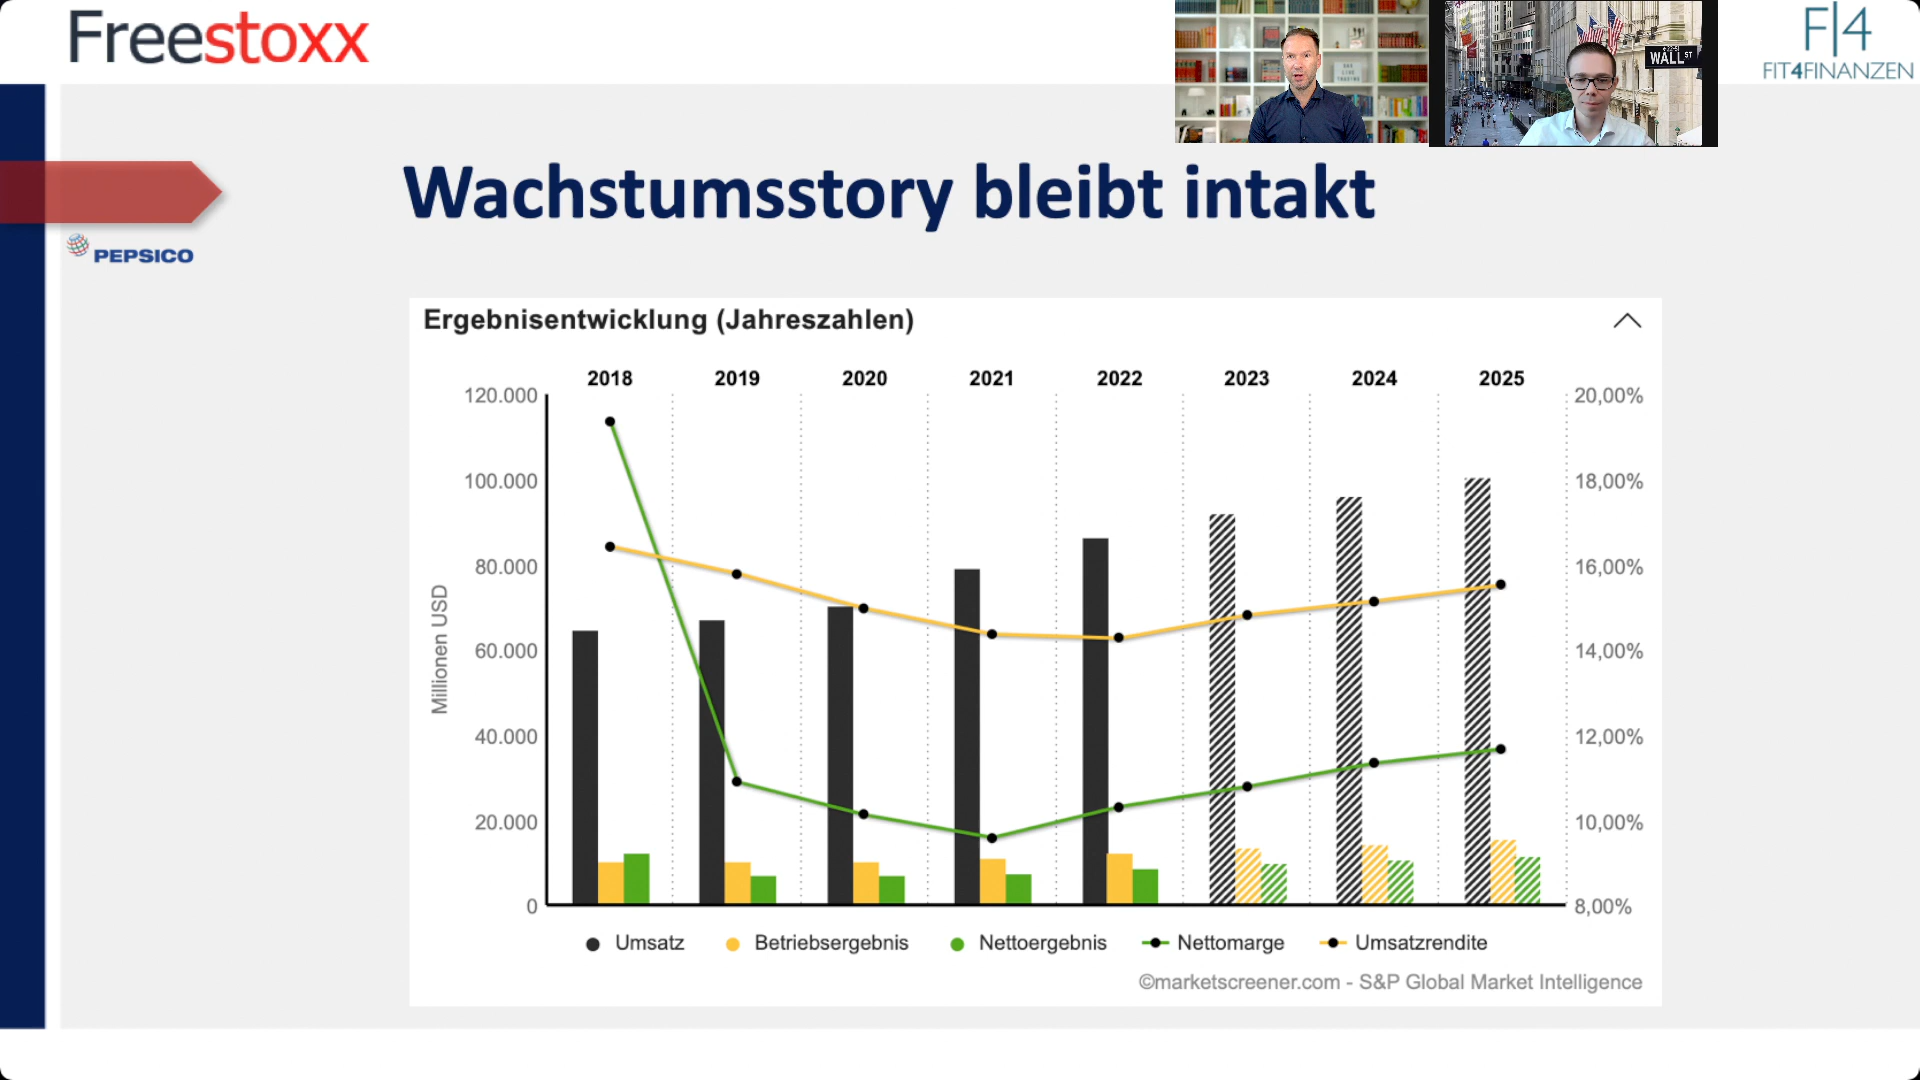 Freestoxx
WALL ST
F|4
FIT4FINANZEN
Wachstumsstory bleibt intakt
PEPSICO
Ergebnisentwicklung (Jahreszahlen)
2018 2019 2020 2021 2022 2023 2024 2025
120.000 20,00%
100.000 18,00%
80.000 16,00%
60.000 14,00%
40.000 12,00%
20.000 10,00%
0 8,00%
Millionen USD
Umsatz Betriebsergebnis Nettoergebnis Nettomarge Umsatzrendite
©marketscreener.com - S&P Global Market Intelligence